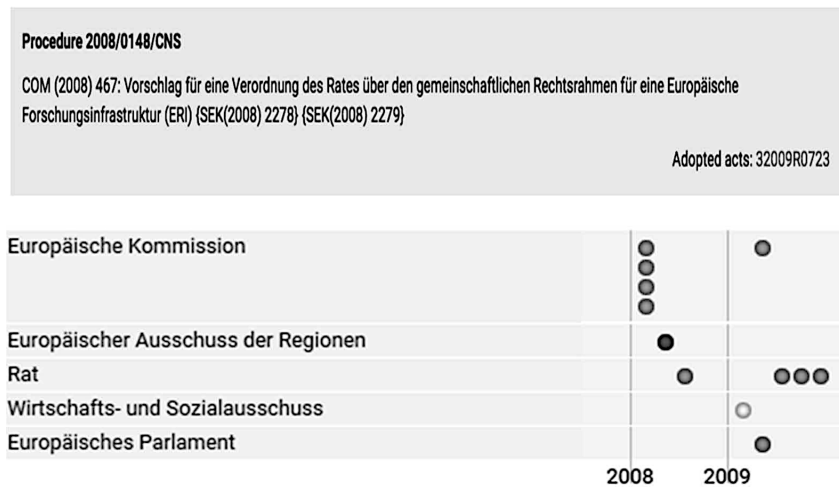 Procedure 2008/0148/CNS
COM (2008) 467: Vorschlag für eine Verordnung des Rates über den gemeinschaftlichen Rechtsrahmen für eine Europäische
Forschungsinfrastruktur (ERI) {SEK(2008) 2278} {SEK(2008) 2279}
Adopted acts: 32009R0723
Europäische Kommission
Europäischer Ausschuss der Regionen
Rat
Wirtschafts- und Sozialausschuss
Europäisches Parlament
2008 2009